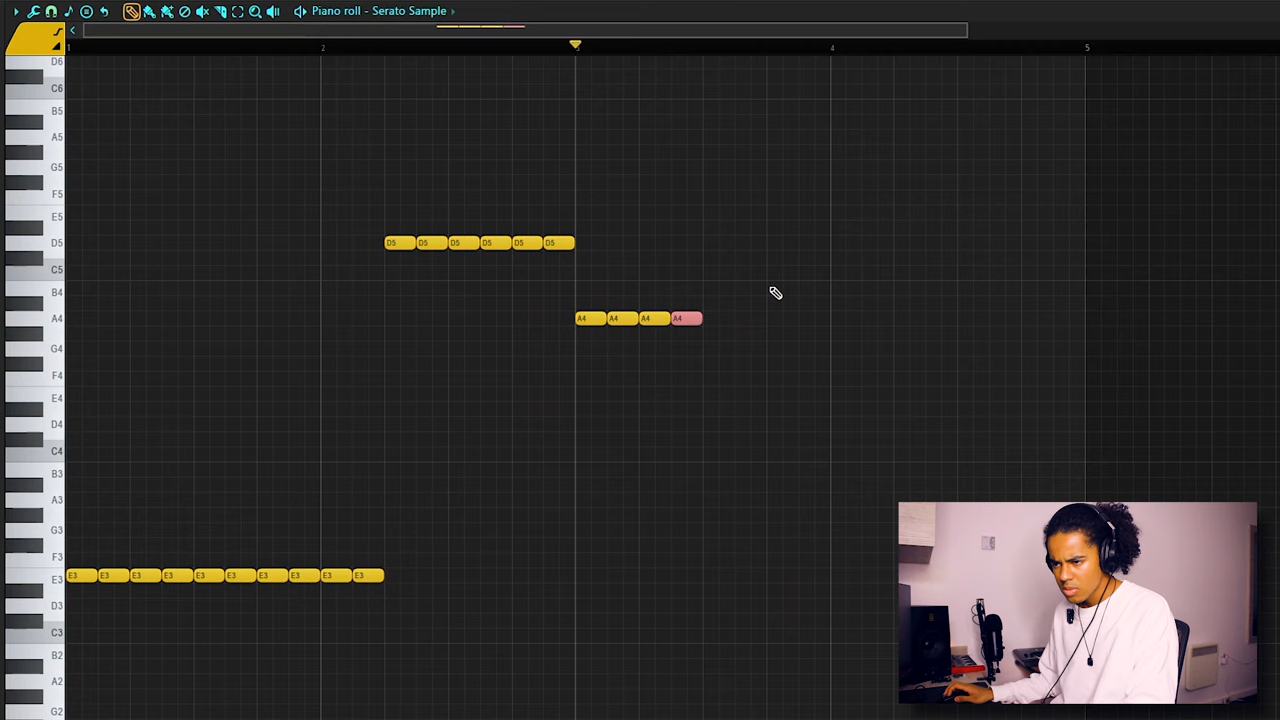 Piano roll - Serato Sample
1 2 3 4 5
D6
C6
B5
A5
G5
F5
E5
D5 D5 D5 D5 D5 D5 D5
C5
B4
A4 A4 A4 A4 A4
G4
F4
E4
D4
C4
B3
A3
G3
F3
E3 E3 E3 E3 E3 E3 E3 E3 E3 E3 E3
D3
C3
B2
A2
G2